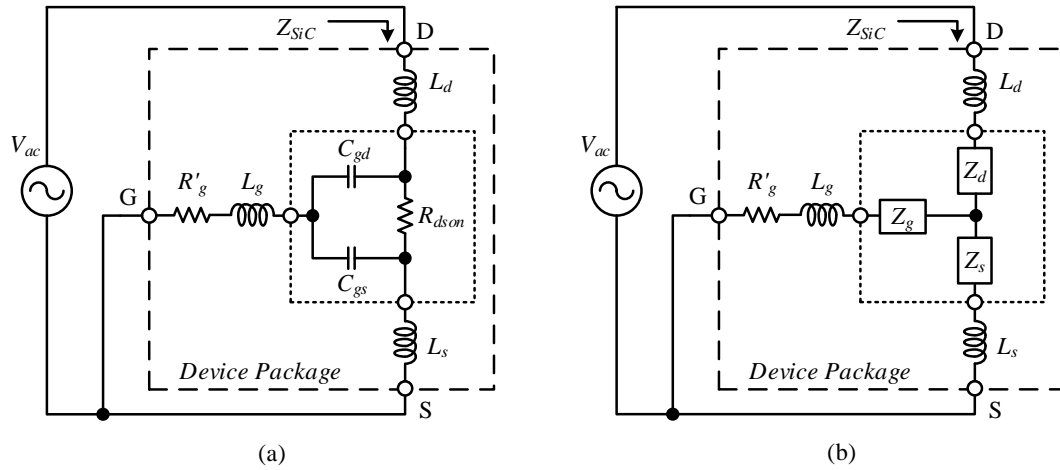 Z_SiC D
L_d
V_ac
C_gd
R'_g L_g
G
R_dson
C_gs
L_s
Device Package
S
(a)
Z_SiC D
L_d
V_ac
Z_d
R'_g L_g
G
Z_g
Z_s
L_s
Device Package
S
(b)